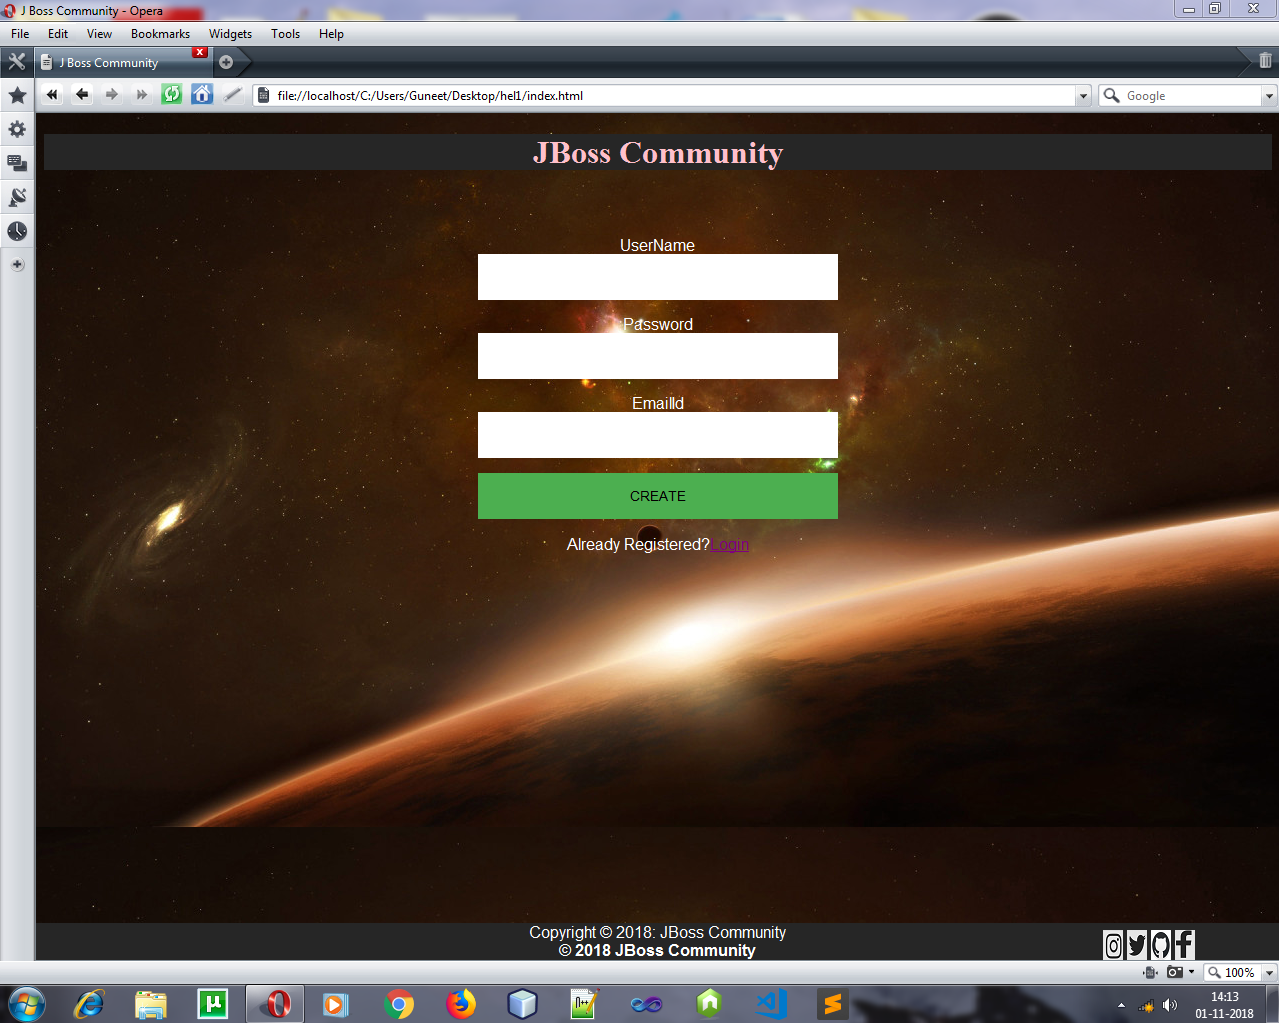 J Boss Community - Opera
File Edit View Bookmarks Widgets Tools Help
J Boss Community
x
file://localhost/C:/Users/Guneet/Desktop/hel1/index.html
Google
JBoss Community
UserName
Password
EmailId
CREATE
Already Registered?Login
Copyright © 2018: JBoss Community
© 2018 JBoss Community
100%
14:13
01-11-2018